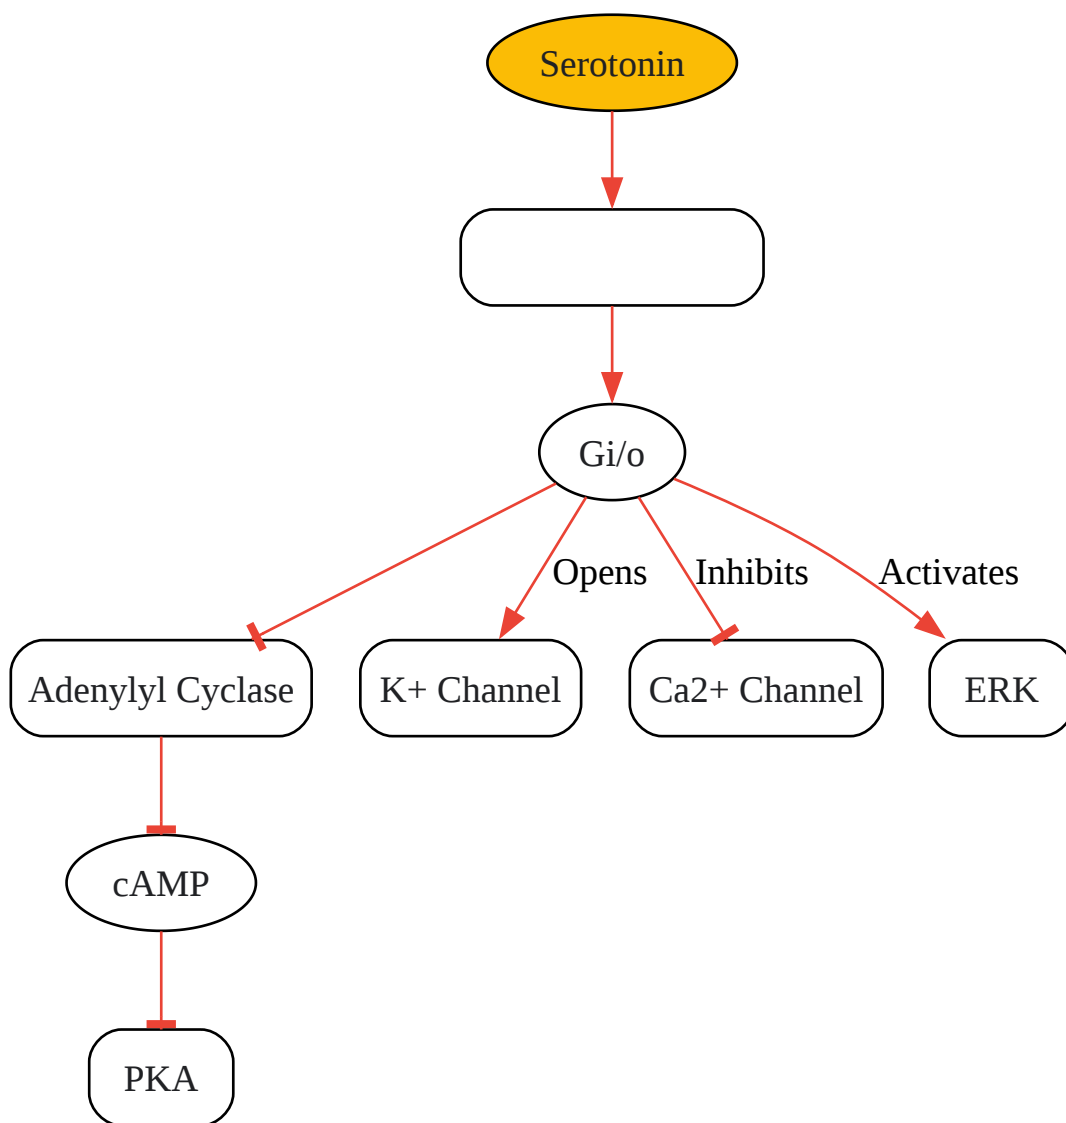 Serotonin
Gi/o
Opens
Inhibits
Activates
Adenylyl Cyclase
K+ Channel
Ca2+ Channel
ERK
cAMP
PKA